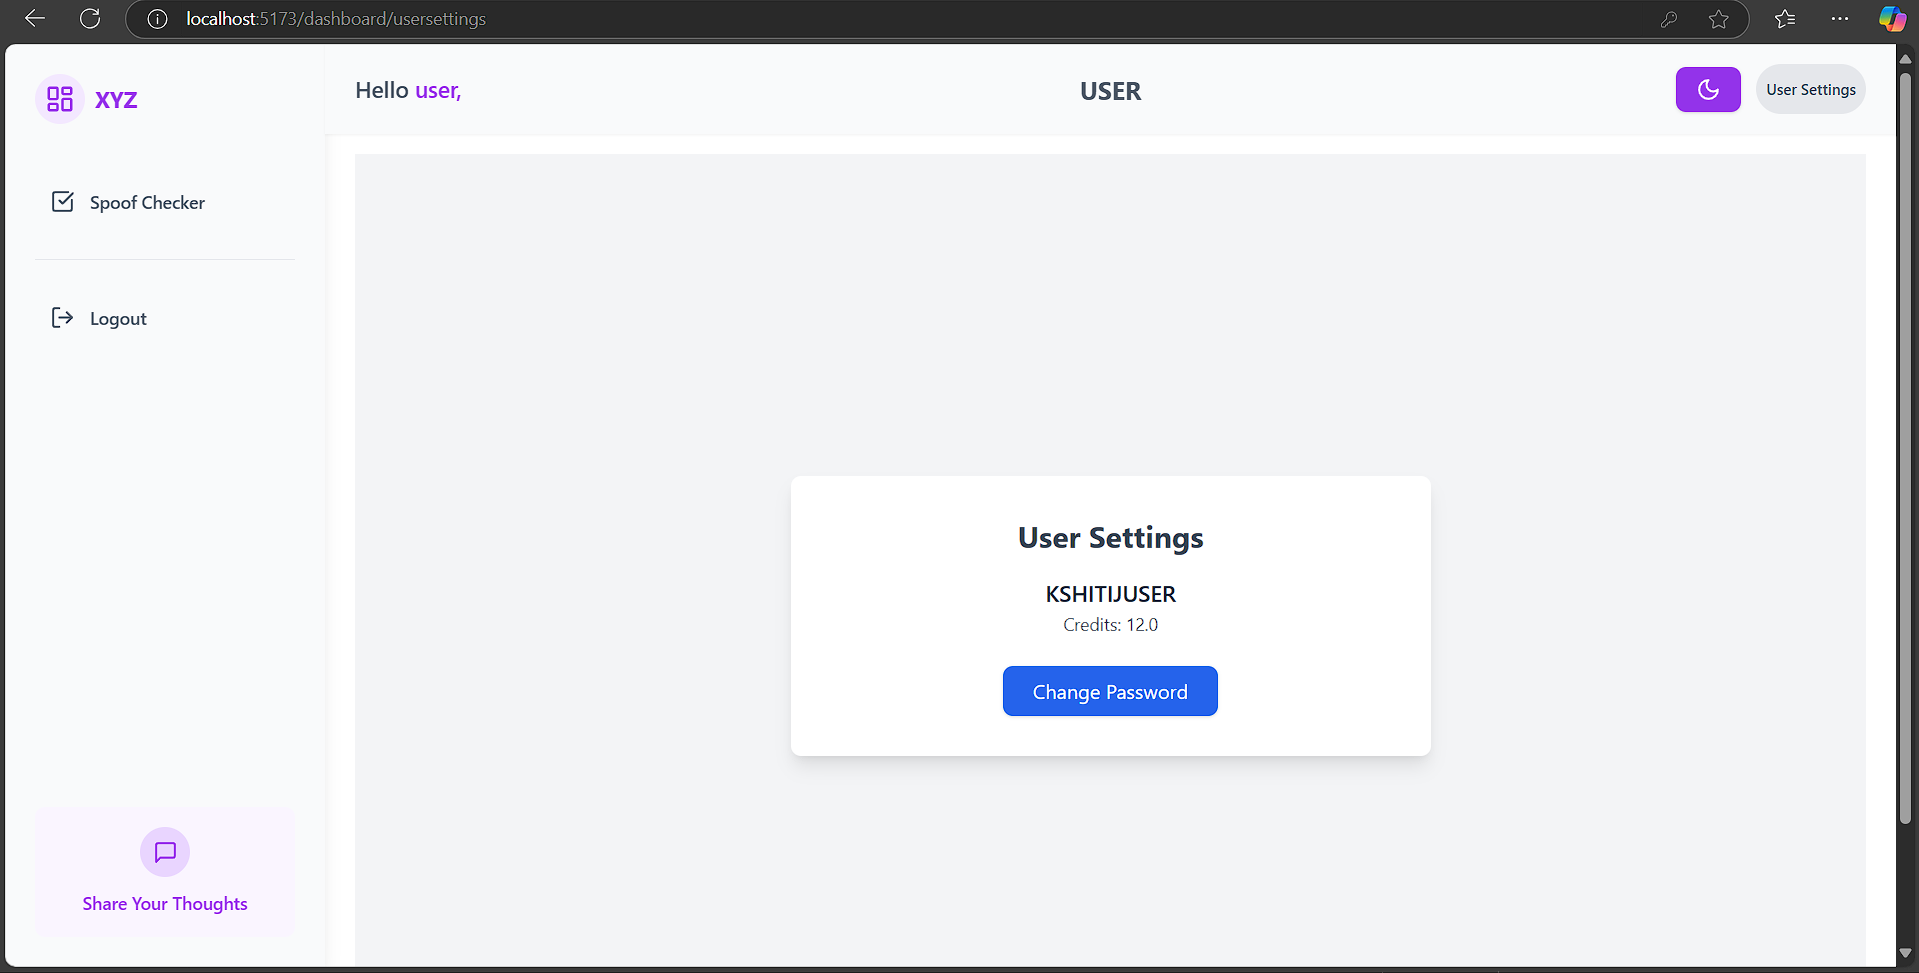 localhost:5173/dashboard/usersettings
XYZ
Hello user,
USER
User Settings
Spoof Checker
Logout
User Settings
KSHITIJUSER
Credits: 12.0
Change Password
Share Your Thoughts